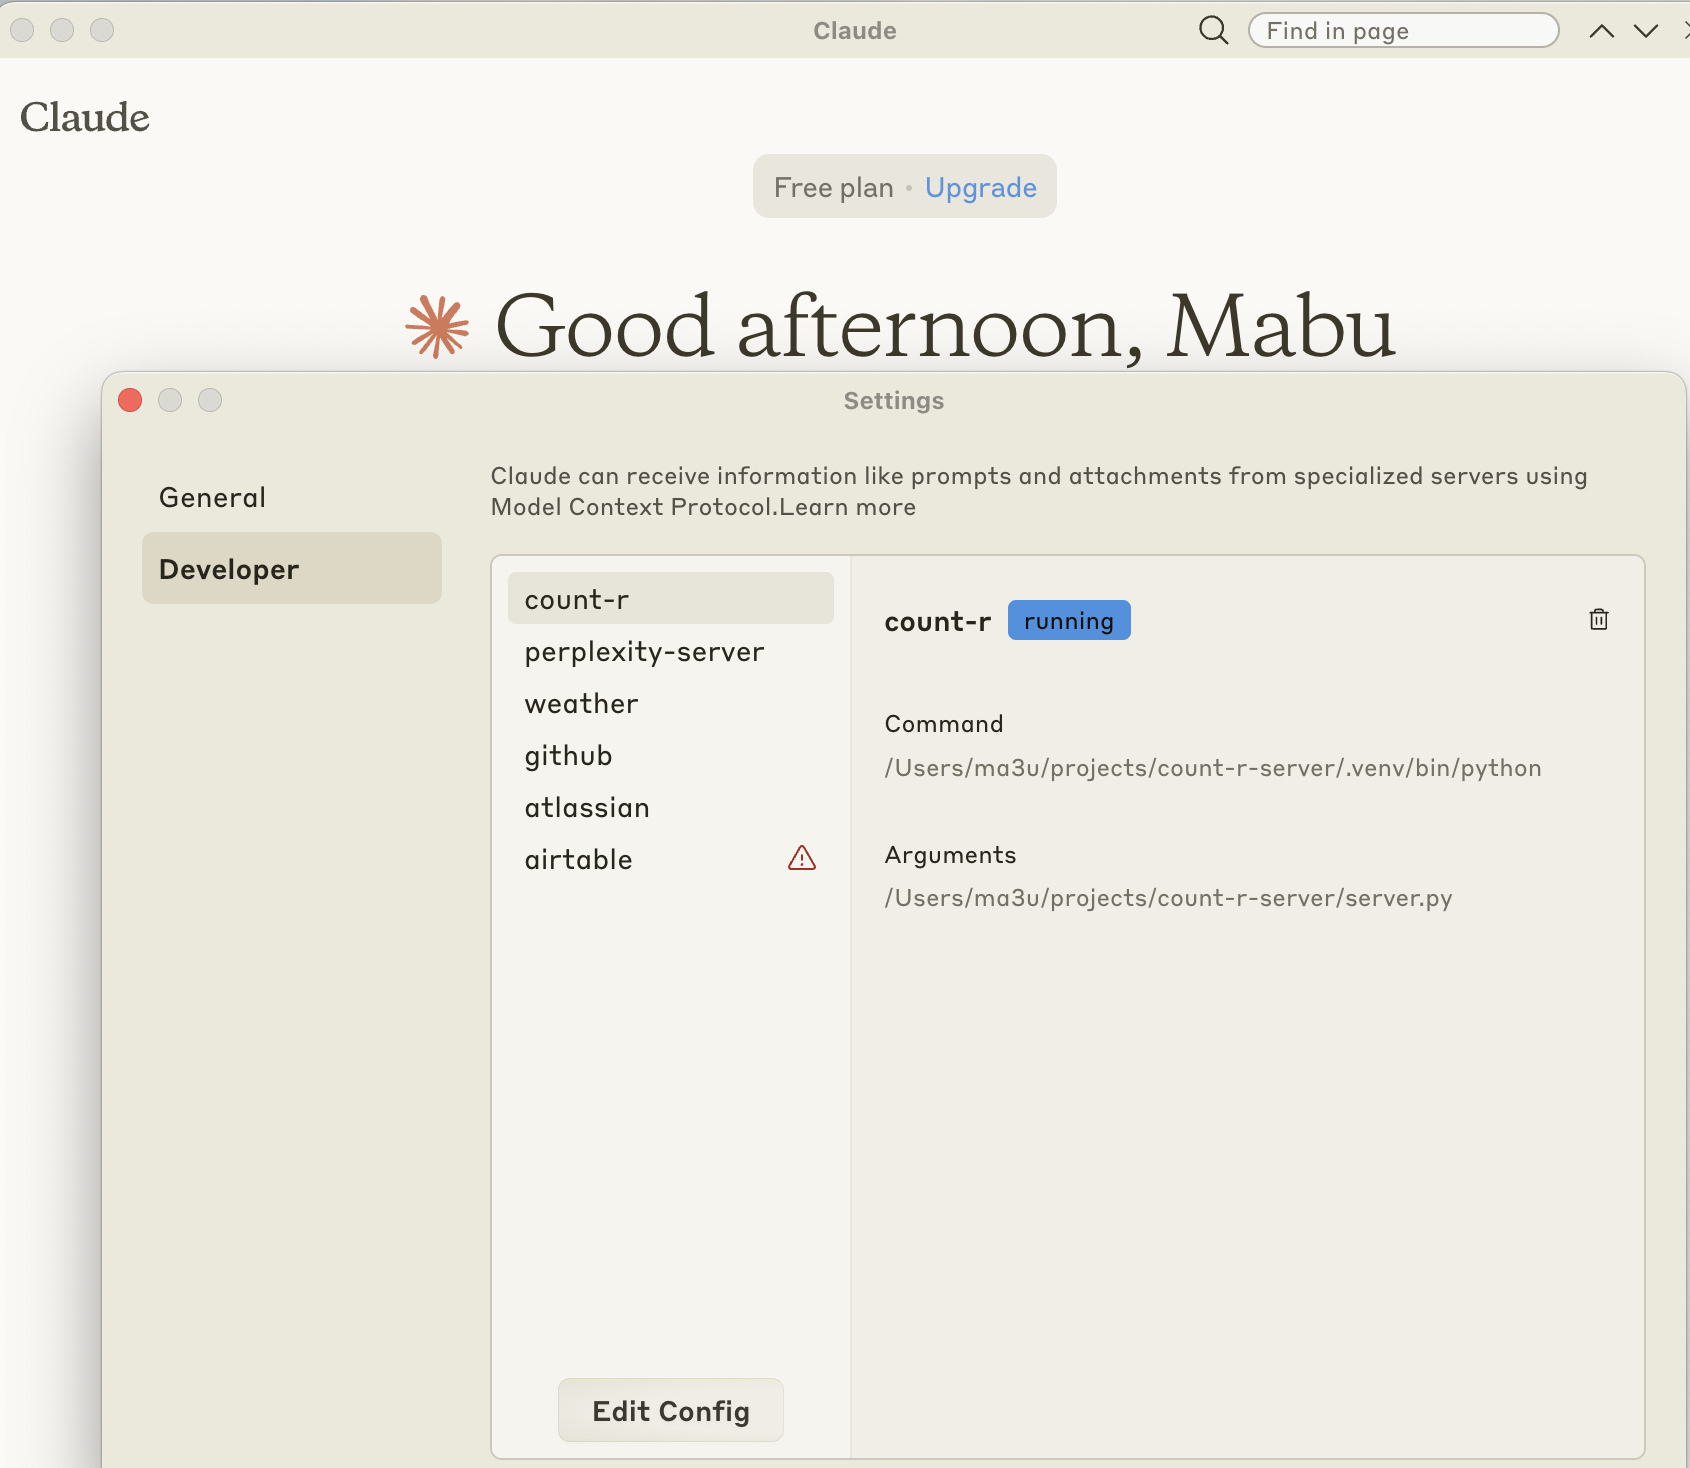 Claude
Find in page
Claude
Free plan • Upgrade
Good afternoon, Mabu
Settings
General
Developer
Claude can receive information like prompts and attachments from specialized servers using
Model Context Protocol.Learn more
count-r
perplexity-server
weather
github
atlassian
airtable
Edit Config
count-r running
Command
/Users/ma3u/projects/count-r-server/.venv/bin/python
Arguments
/Users/ma3u/projects/count-r-server/server.py